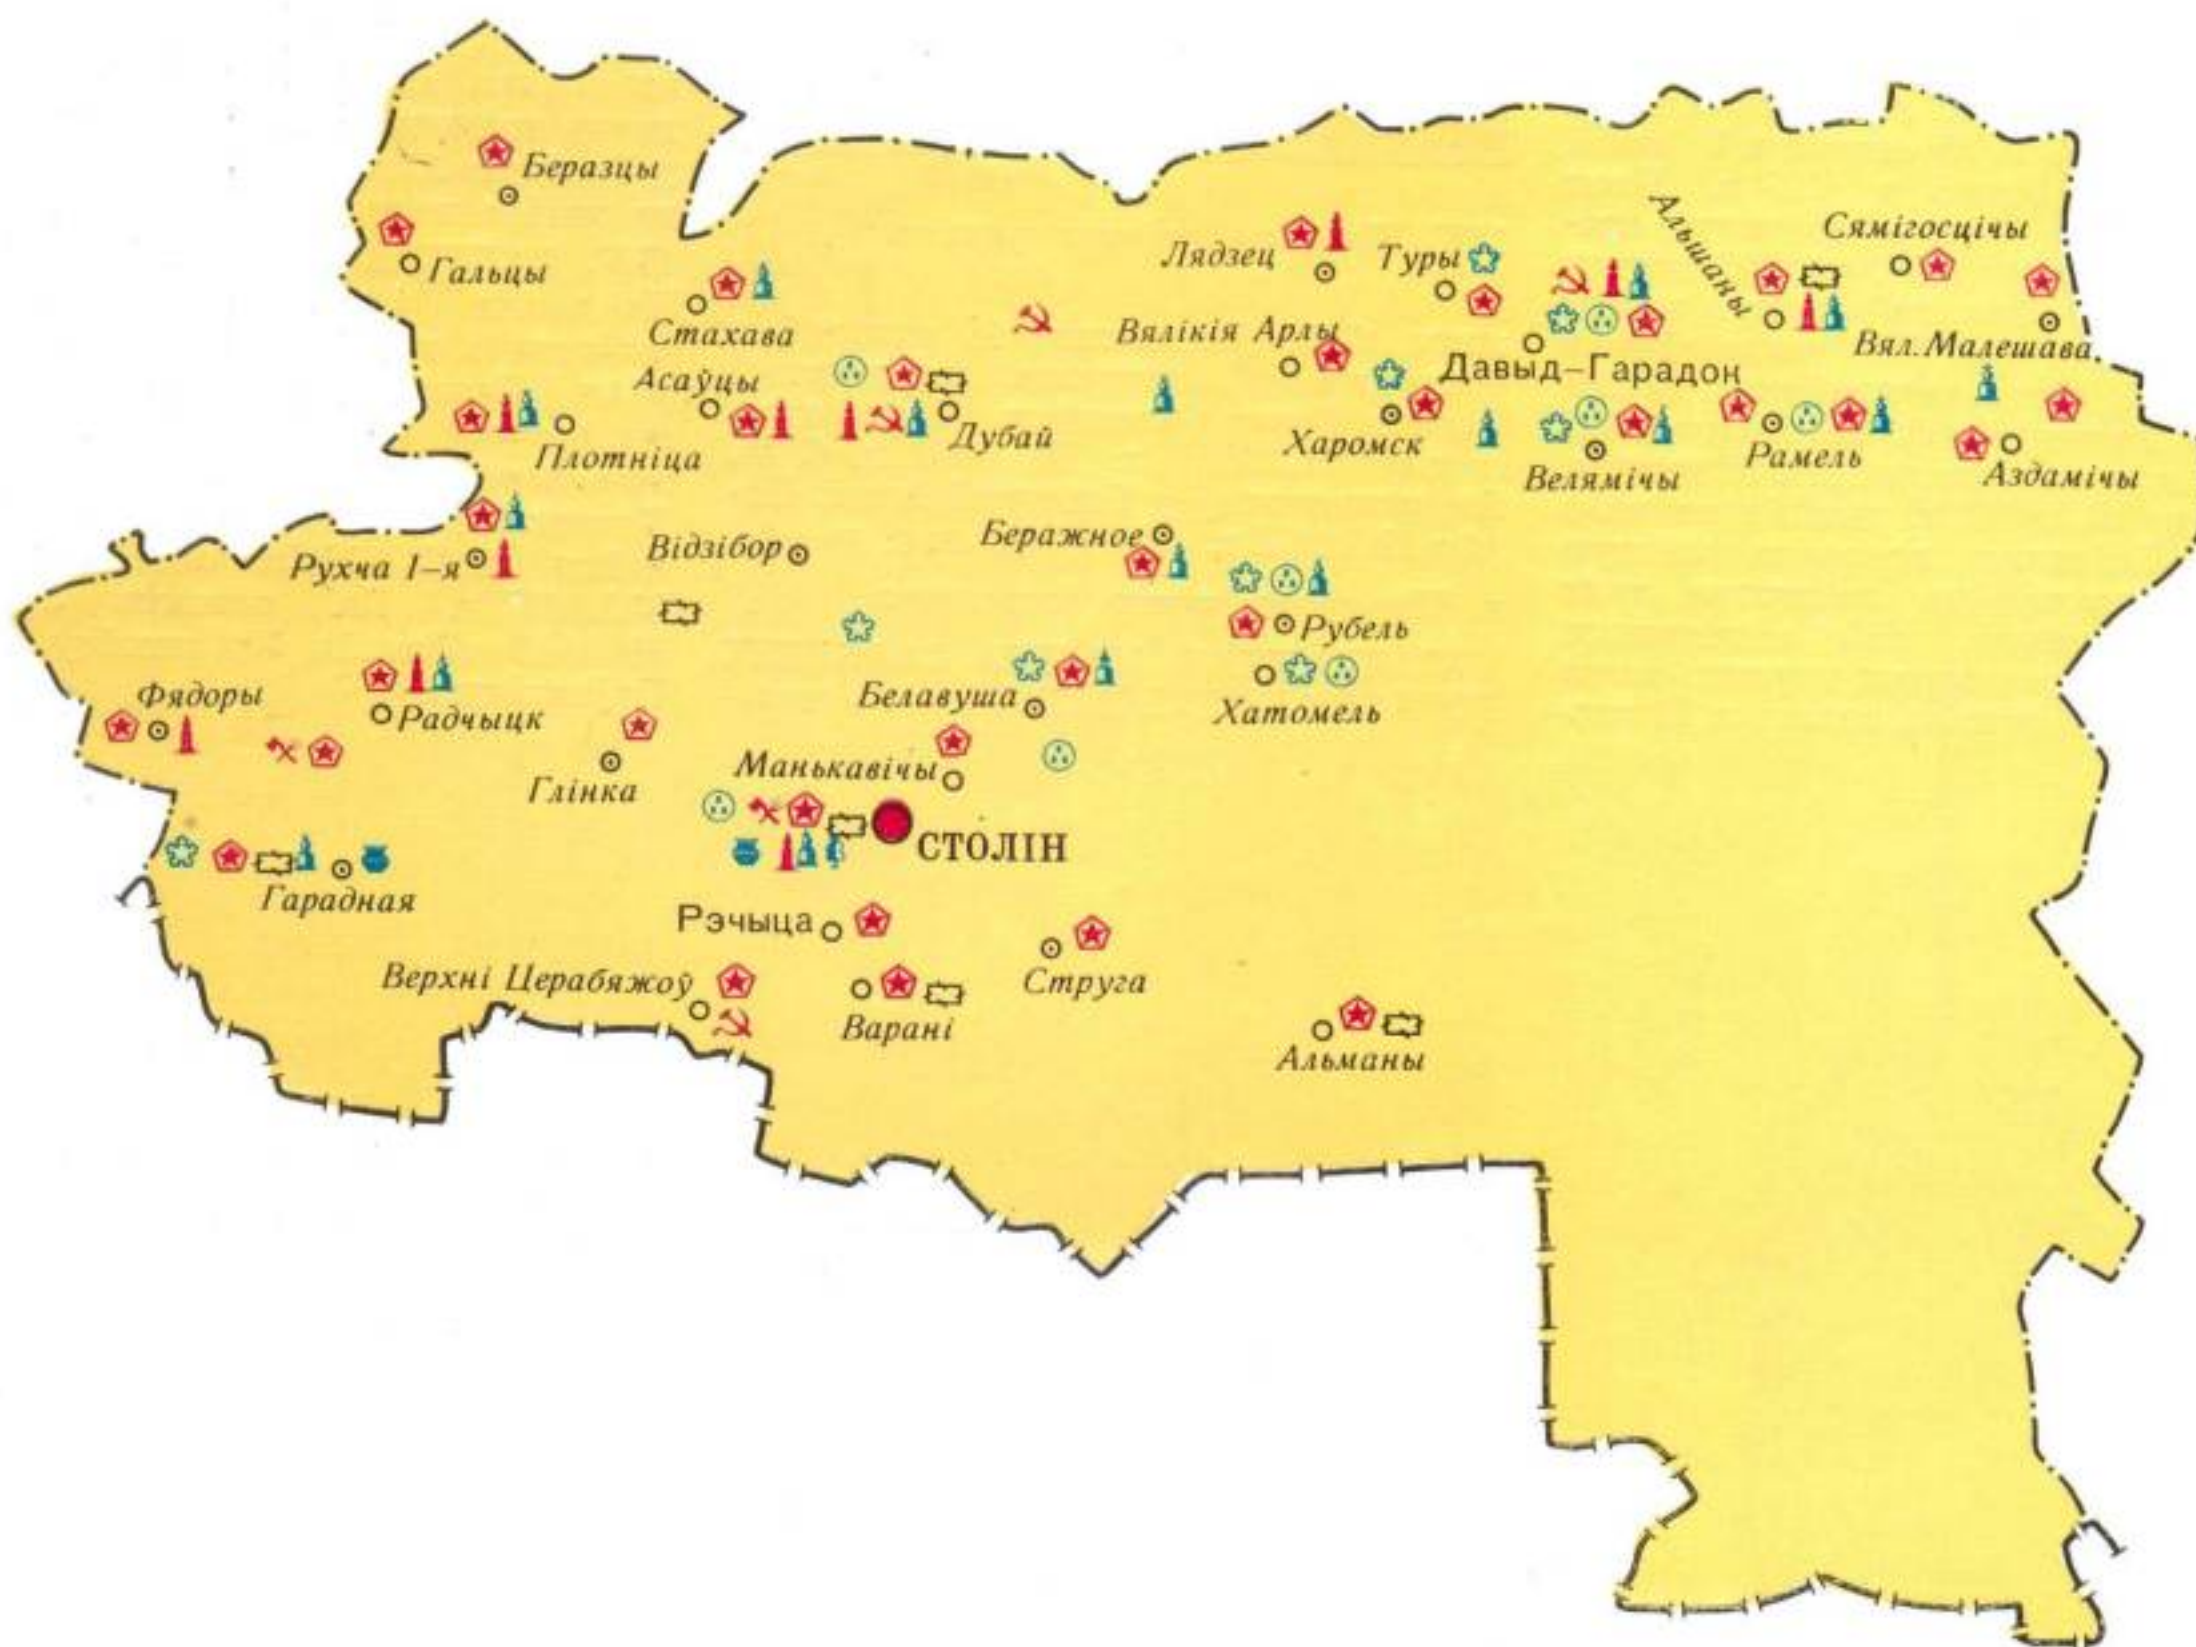 Беразцы
Гальцы
Альшаны
Сямігосцічы
Лядзец
Туры
Стахава
Вялікія Арлы
Вял.Малешава
Асаўцы
Давыд–Гарадок
Дубай
Харомск
Плотніца
Велямічы
Рамель
Аздамічы
Відзібор
Беражное
Рухча І–я
Рубель
Фядоры
Радчыцк
Белавуша
Хатомель
Глінка
Манькавічы
СТОЛІН
Гарадная
Рэчыца
Верхні Церабяжоў
Струга
Варані
Альманы